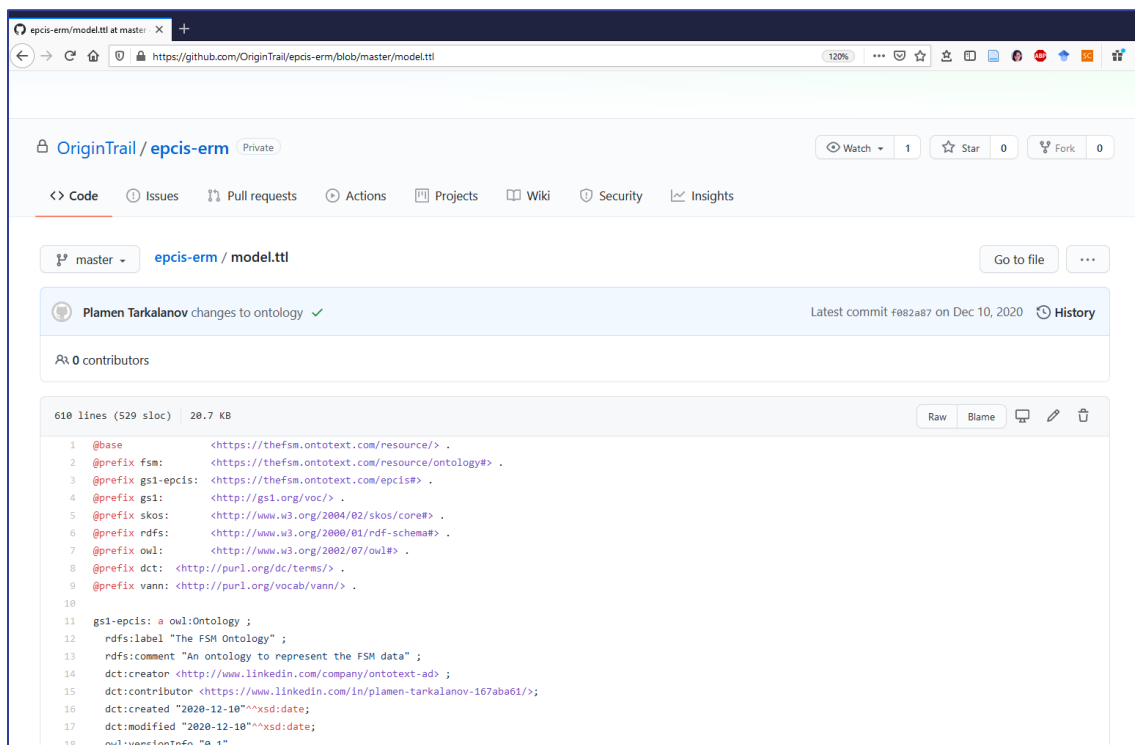 epcis-erm/model.ttl at master
https://github.com/OriginTrail/epcis-erm/blob/master/model.ttl 120%
ABP SC
OriginTrail / epcis-erm Private
Watch 1 Star 0 Fork 0
Code Issues Pull requests Actions Projects Wiki Security Insights
master epcis-erm / model.ttl Go to file ...
Plamen Tarkalanov changes to ontology Latest commit f082a87 on Dec 10, 2020 History
0 contributors
610 lines (529 sloc) 20.7 KB Raw Blame
1 @base <https://thefsm.ontotext.com/resource/> .
2 @prefix fsm: <https://thefsm.ontotext.com/resource/ontology#> .
3 @prefix gs1-epcis: <https://thefsm.ontotext.com/epcis#> .
4 @prefix gs1: <http://gs1.org/voc/> .
5 @prefix skos: <http://www.w3.org/2004/02/skos/core#> .
6 @prefix rdfs: <http://www.w3.org/2000/01/rdf-schema#> .
7 @prefix owl: <http://www.w3.org/2002/07/owl#> .
8 @prefix dct: <http://purl.org/dc/terms/> .
9 @prefix vann: <http://purl.org/vocab/vann/> .
10
11 gs1-epcis: a owl:Ontology ;
12 rdfs:label "The FSM Ontology" ;
13 rdfs:comment "An ontology to represent the FSM data" ;
14 dct:creator <http://www.linkedin.com/company/ontotext-ad> ;
15 dct:contributor <https://www.linkedin.com/in/plamen-tarkalanov-167aba61/>;
16 dct:created "2020-12-10"^^xsd:date;
17 dct:modified "2020-12-10"^^xsd:date;
18 owl:versionInfo "0.1"